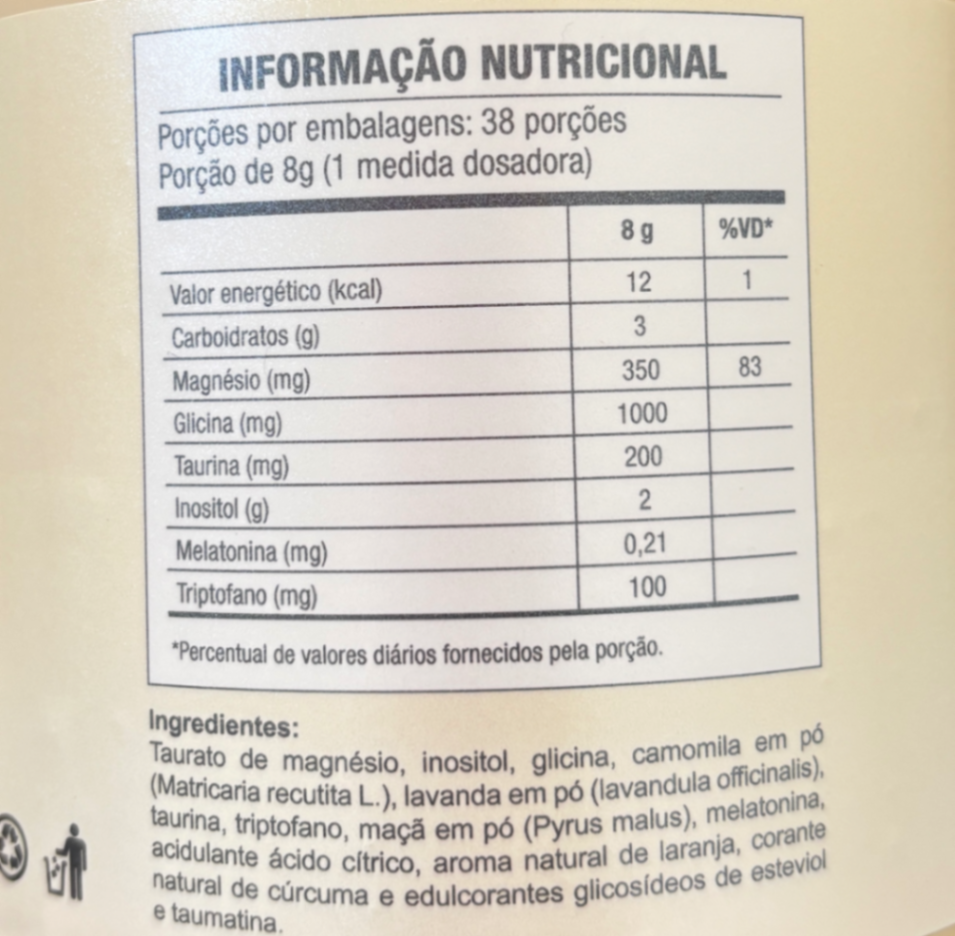 INFORMAÇÃO NUTRICIONAL
Porções por embalagens: 38 porções
Porção de 8g (1 medida dosadora)
8 g %VD*
Valor energético (kcal) 12 1
Carboidratos (g) 3
Magnésio (mg) 350 83
Glicina (mg) 1000
Taurina (mg) 200
Inositol (g) 2
Melatonina (mg) 0,21
Triptofano (mg) 100
*Percentual de valores diários fornecidos pela porção.
Ingredientes:
Taurato de magnésio, inositol, glicina, camomila em pó
(Matricaria recutita L.), lavanda em pó (lavandula officinalis),
taurina, triptofano, maçã em pó (Pyrus malus), melatonina,
acidulante ácido cítrico, aroma natural de laranja, corante
natural de cúrcuma e edulcorantes glicosídeos de esteviol
e taumatina.